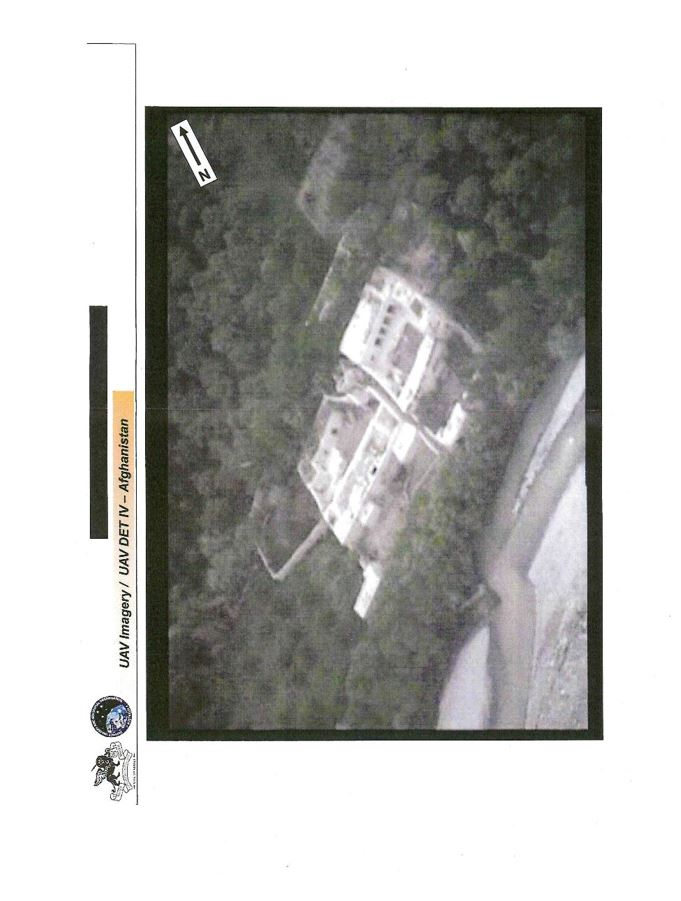 UAV Imagery / UAV DET IV – Afghanistan
N